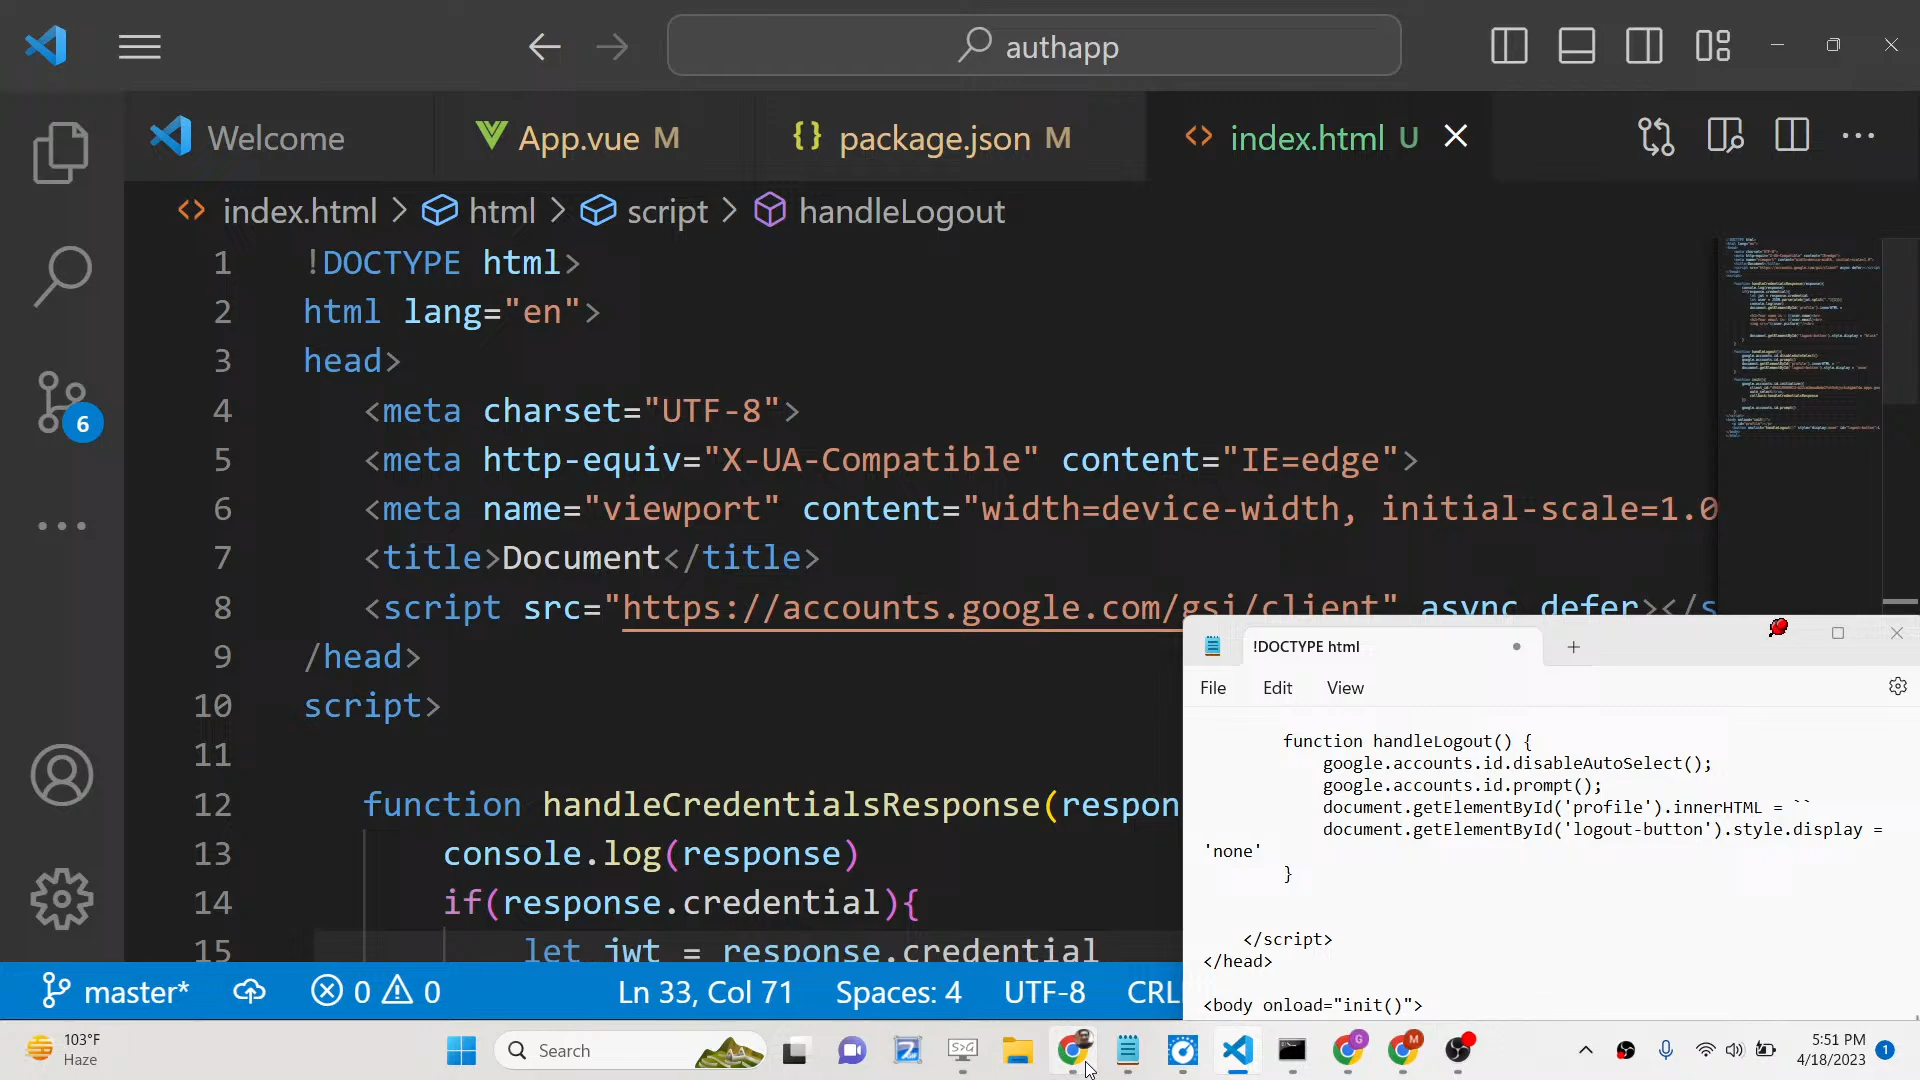 authapp
Welcome
App.vue M
package.json M
index.html U
index.html > html > script > handleLogout
1 !DOCTYPE html>
2 html lang="en">
3 head>
4 <meta charset="UTF-8">
5 <meta http-equiv="X-UA-Compatible" content="IE=edge">
6 <meta name="viewport" content="width=device-width, initial-scale=1.0
7 <title>Document</title>
8 <script src="https://accounts.google.com/gsi/client" async defer></s
9 /head>
10 script>
11
12 function handleCredentialsResponse(respon
13 console.log(response)
14 if(response.credential){
15 let jwt = response.credential
6
master*
0 0
Ln 33, Col 71
Spaces: 4
UTF-8
CRL
!DOCTYPE html
File
Edit
View
function handleLogout() {
google.accounts.id.disableAutoSelect();
google.accounts.id.prompt();
document.getElementById('profile').innerHTML = ``
document.getElementById('logout-button').style.display =
'none'
}
</script>
</head>
<body onload="init()">
103°F
Haze
Search
S>G
G
M
5:51 PM
4/18/2023
1